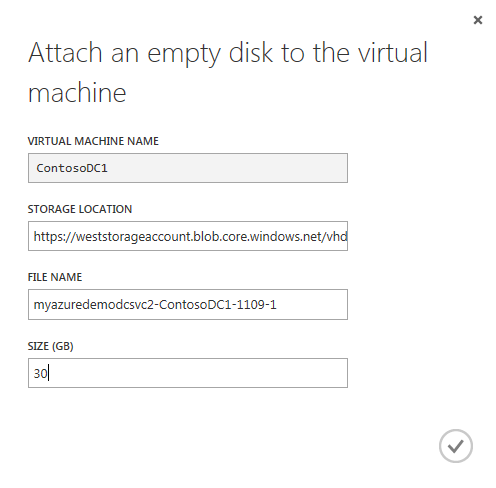 Attach an empty disk to the virtual
machine
VIRTUAL MACHINE NAME
ContosoDC1
STORAGE LOCATION
https://weststorageaccount.blob.core.windows.net/vhd
FILE NAME
myazuredemodcsvc2-ContosoDC1-1109-1
SIZE (GB)
30